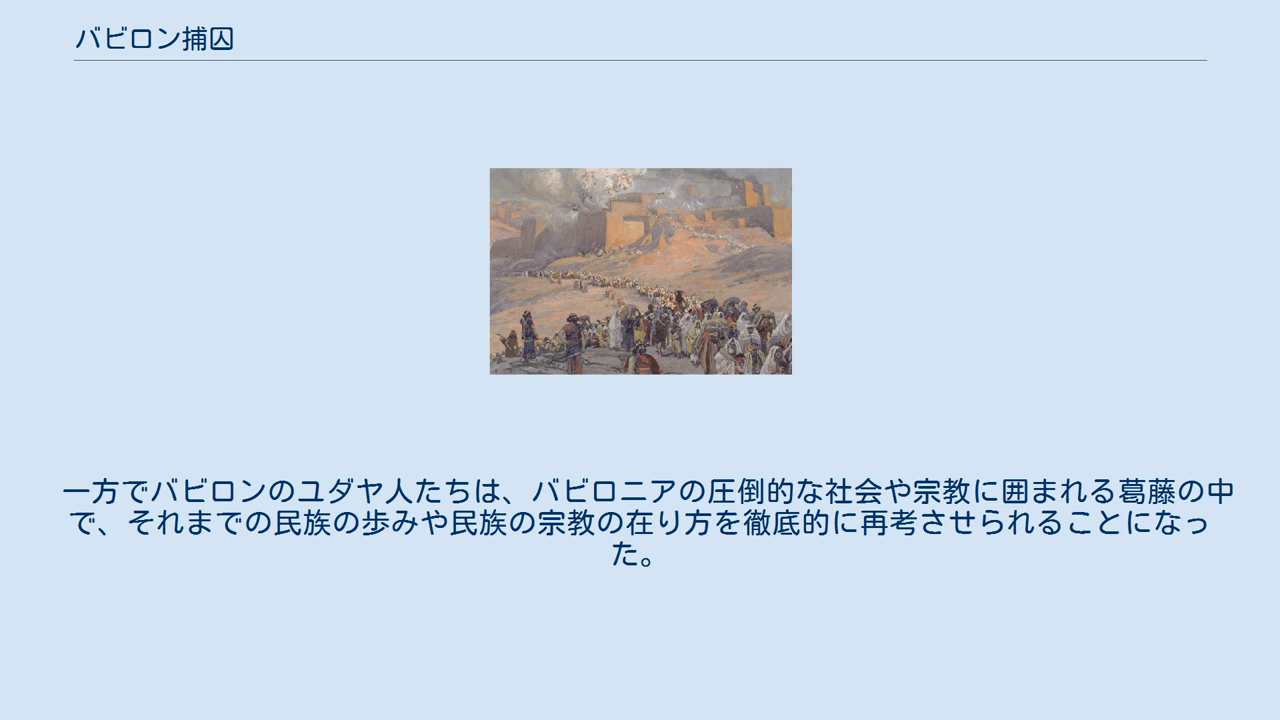 バビロン捕囚
一方でバビロンのユダヤ人たちは、バビロニアの圧倒的な社会や宗教に囲まれる葛藤の中
で、それまでの民族の歩みや民族の宗教の在り方を徹底的に再考させられることになっ
た。